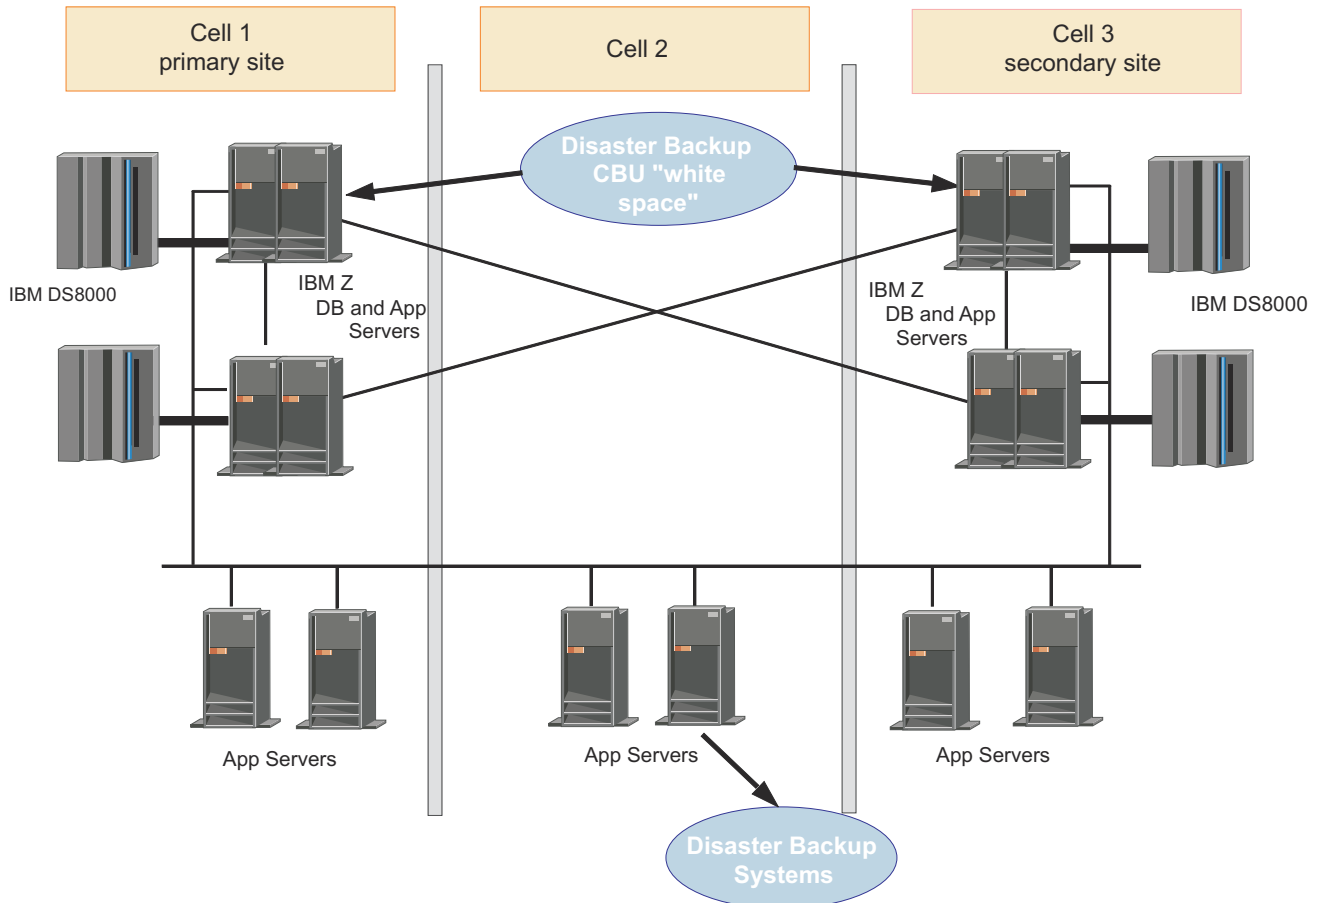 Cell 1
primary site
Cell 2
Cell 3
secondary site
Disaster Backup
CBU "white
space"
IBM DS8000
IBM Z
DB and App
Servers
IBM Z
DB and App
Servers
IBM DS8000
App Servers
App Servers
App Servers
Disaster Backup
Systems